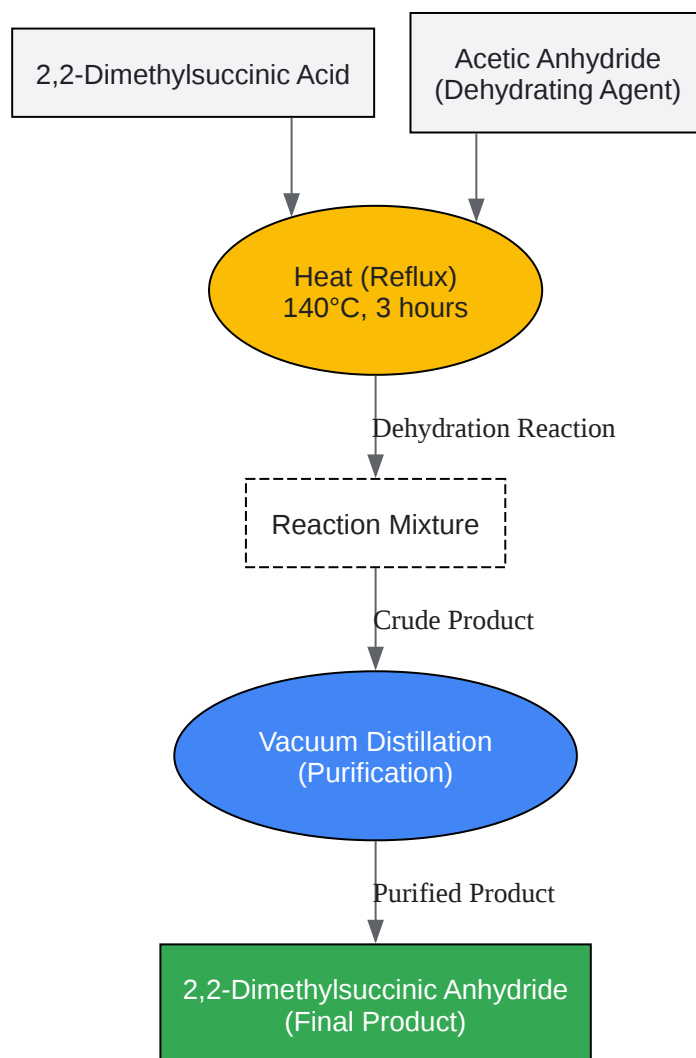 2,2-Dimethylsuccinic Acid
Acetic Anhydride
(Dehydrating Agent)
Heat (Reflux)
140°C, 3 hours
Dehydration Reaction
Reaction Mixture
Crude Product
Vacuum Distillation
(Purification)
Purified Product
2,2-Dimethylsuccinic Anhydride
(Final Product)